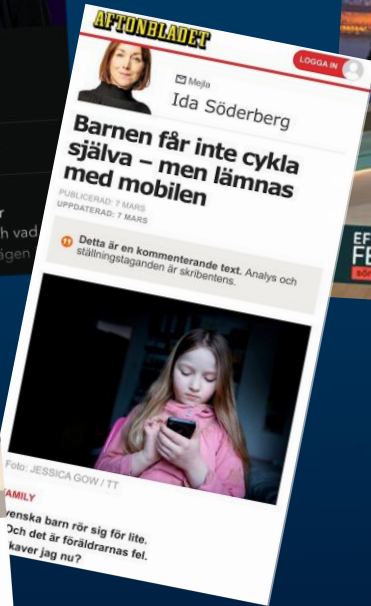 AFTONBLADET
LOGGA IN
Mejla
Ida Söderberg
Barnen får inte cykla
själva – men lämnas
med mobilen
PUBLICERAD: 7 MARS
UPPDATERAD: 7 MARS
Detta är en kommenterande text. Analys och
ställningstaganden är skribentens.
Foto: JESSICA GOW / TT
AMILY
venska barn rör sig för lite.
Och det är föräldrarnas fel.
kaver jag nu?
h vad
ägen
EF
FE